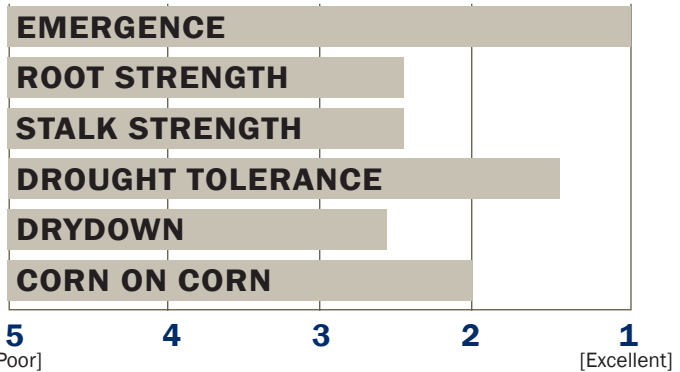 EMERGENCE
ROOT STRENGTH
STALK STRENGTH
DROUGHT TOLERANCE
DRYDOWN
CORN ON CORN
5 4 3 2 1
Poor] [Excellent]